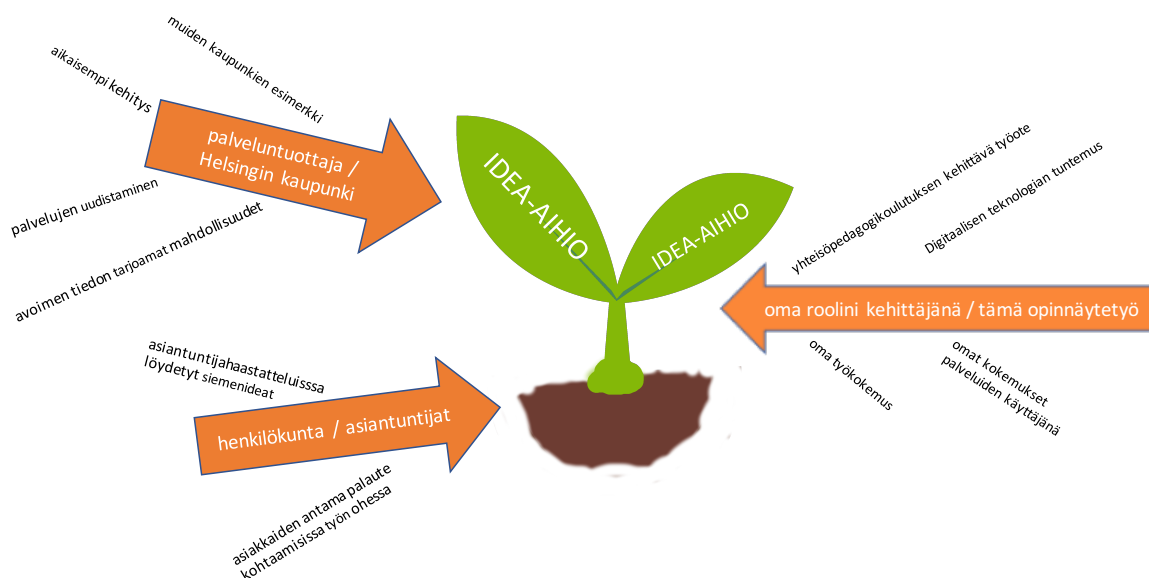 muiden kaupunkien esimerkki
aikaisempi kehitys
palveluntuottaja /
Helsingin kaupunki
palvelujen uudistaminen
avoimen tiedon tarjoamat mahdollisuudet
IDEA-AIHIO
IDEA-AIHIO
yhteisöpedagogikoulutuksen kehittävä työote
Digitaalisen teknologian tuntemus
oma roolini kehittäjänä / tämä opinnäytetyö
oma työkokemus
omat kokemukset
palveluiden käyttäjänä
asiantuntijahaastatteluisssa
löydetyt siemenideat
henkilökunta / asiantuntijat
asiakkaiden antama palaute
kohtaamisissa työn ohessa